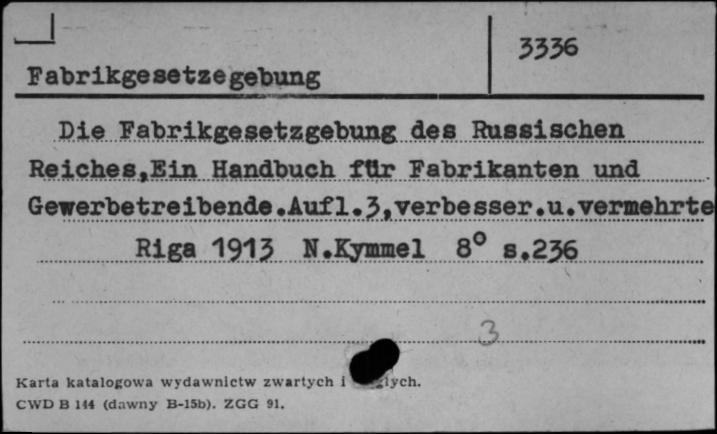 3336
Fabrikgesetzegebung
Die Fabrikgesetzgebung des Russischen
Reiches,Ein Handbuch für Fabrikanten und
Gewerbetreibende.Aufl.3,verbesser.u.vermehrte
Riga 1913 N.Kymmel 8° s.236
3
Karta katalogowa wydawnictw zwartych i
CWD B 144 (dawny B-15b). ZGG 91.